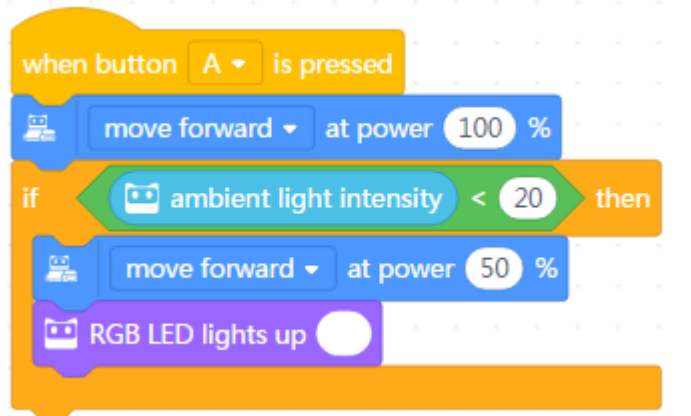 when button A is pressed
move forward at power 100 %
if ambient light intensity < 20 then
move forward at power 50 %
RGB LED lights up